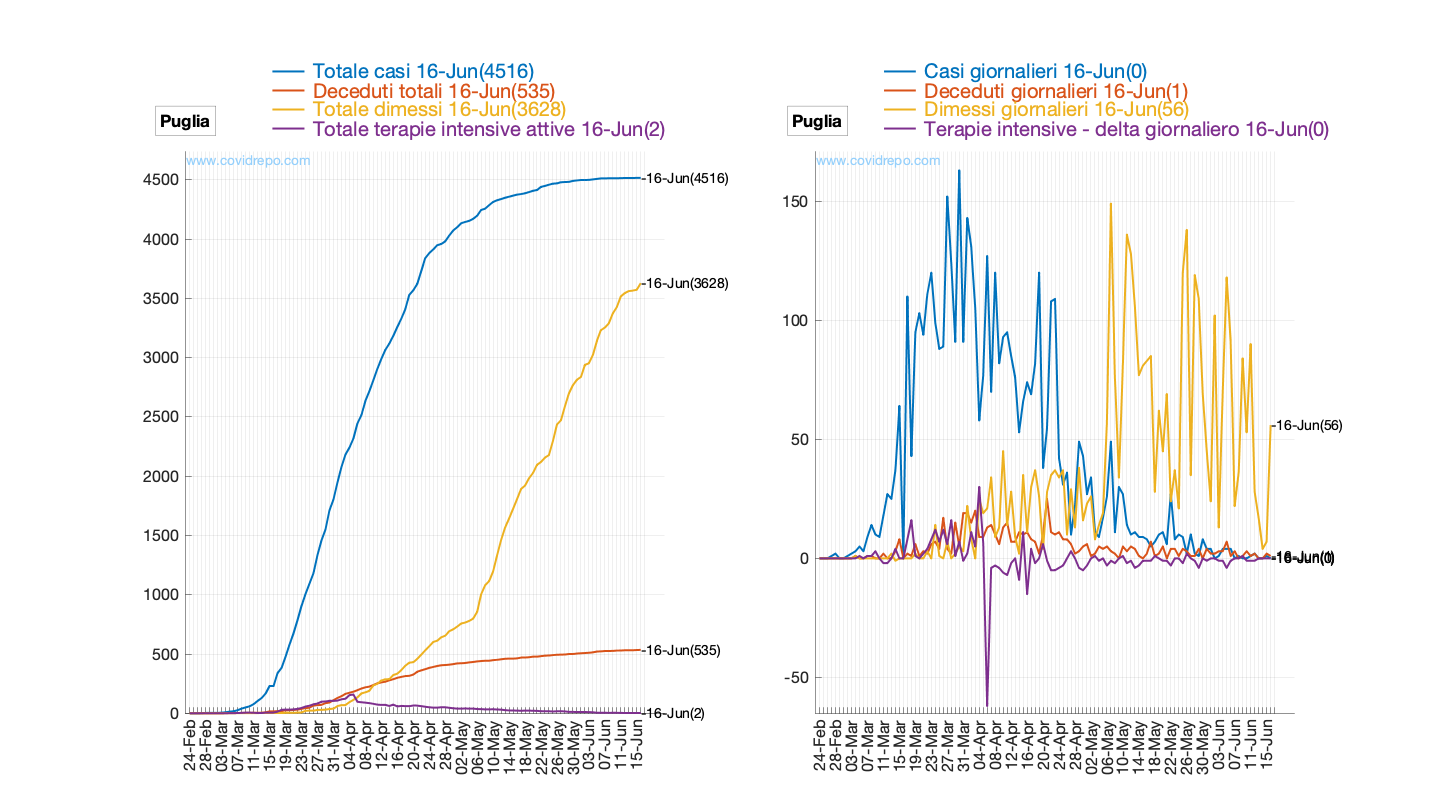 Totale casi 16-Jun(4516)
Deceduti totali 16-Jun(535)
Totale dimessi 16-Jun(3628)
Totale terapie intensive attive 16-Jun(2)
Puglia
www.covidrepo.com
4500
4000
3500
3000
2500
2000
1500
1000
500
0
-16-Jun(4516)
-16-Jun(3628)
-16-Jun(535)
-16-Jun(2)
24-Feb
28-Feb
03-Mar
07-Mar
11-Mar
15-Mar
19-Mar
23-Mar
27-Mar
31-Mar
04-Apr
08-Apr
12-Apr
16-Apr
20-Apr
24-Apr
28-Apr
02-May
06-May
10-May
14-May
18-May
22-May
26-May
30-May
03-Jun
07-Jun
11-Jun
15-Jun
Casi giornalieri 16-Jun(0)
Deceduti giornalieri 16-Jun(1)
Dimessi giornalieri 16-Jun(56)
Terapie intensive - delta giornaliero 16-Jun(0)
Puglia
www.covidrepo.com
150
100
50
0
-50
-16-Jun(56)
-16-Jun(1)
-16-Jun(0)
24-Feb
28-Feb
03-Mar
07-Mar
11-Mar
15-Mar
19-Mar
23-Mar
27-Mar
31-Mar
04-Apr
08-Apr
12-Apr
16-Apr
20-Apr
24-Apr
28-Apr
02-May
06-May
10-May
14-May
18-May
22-May
26-May
30-May
03-Jun
07-Jun
11-Jun
15-Jun